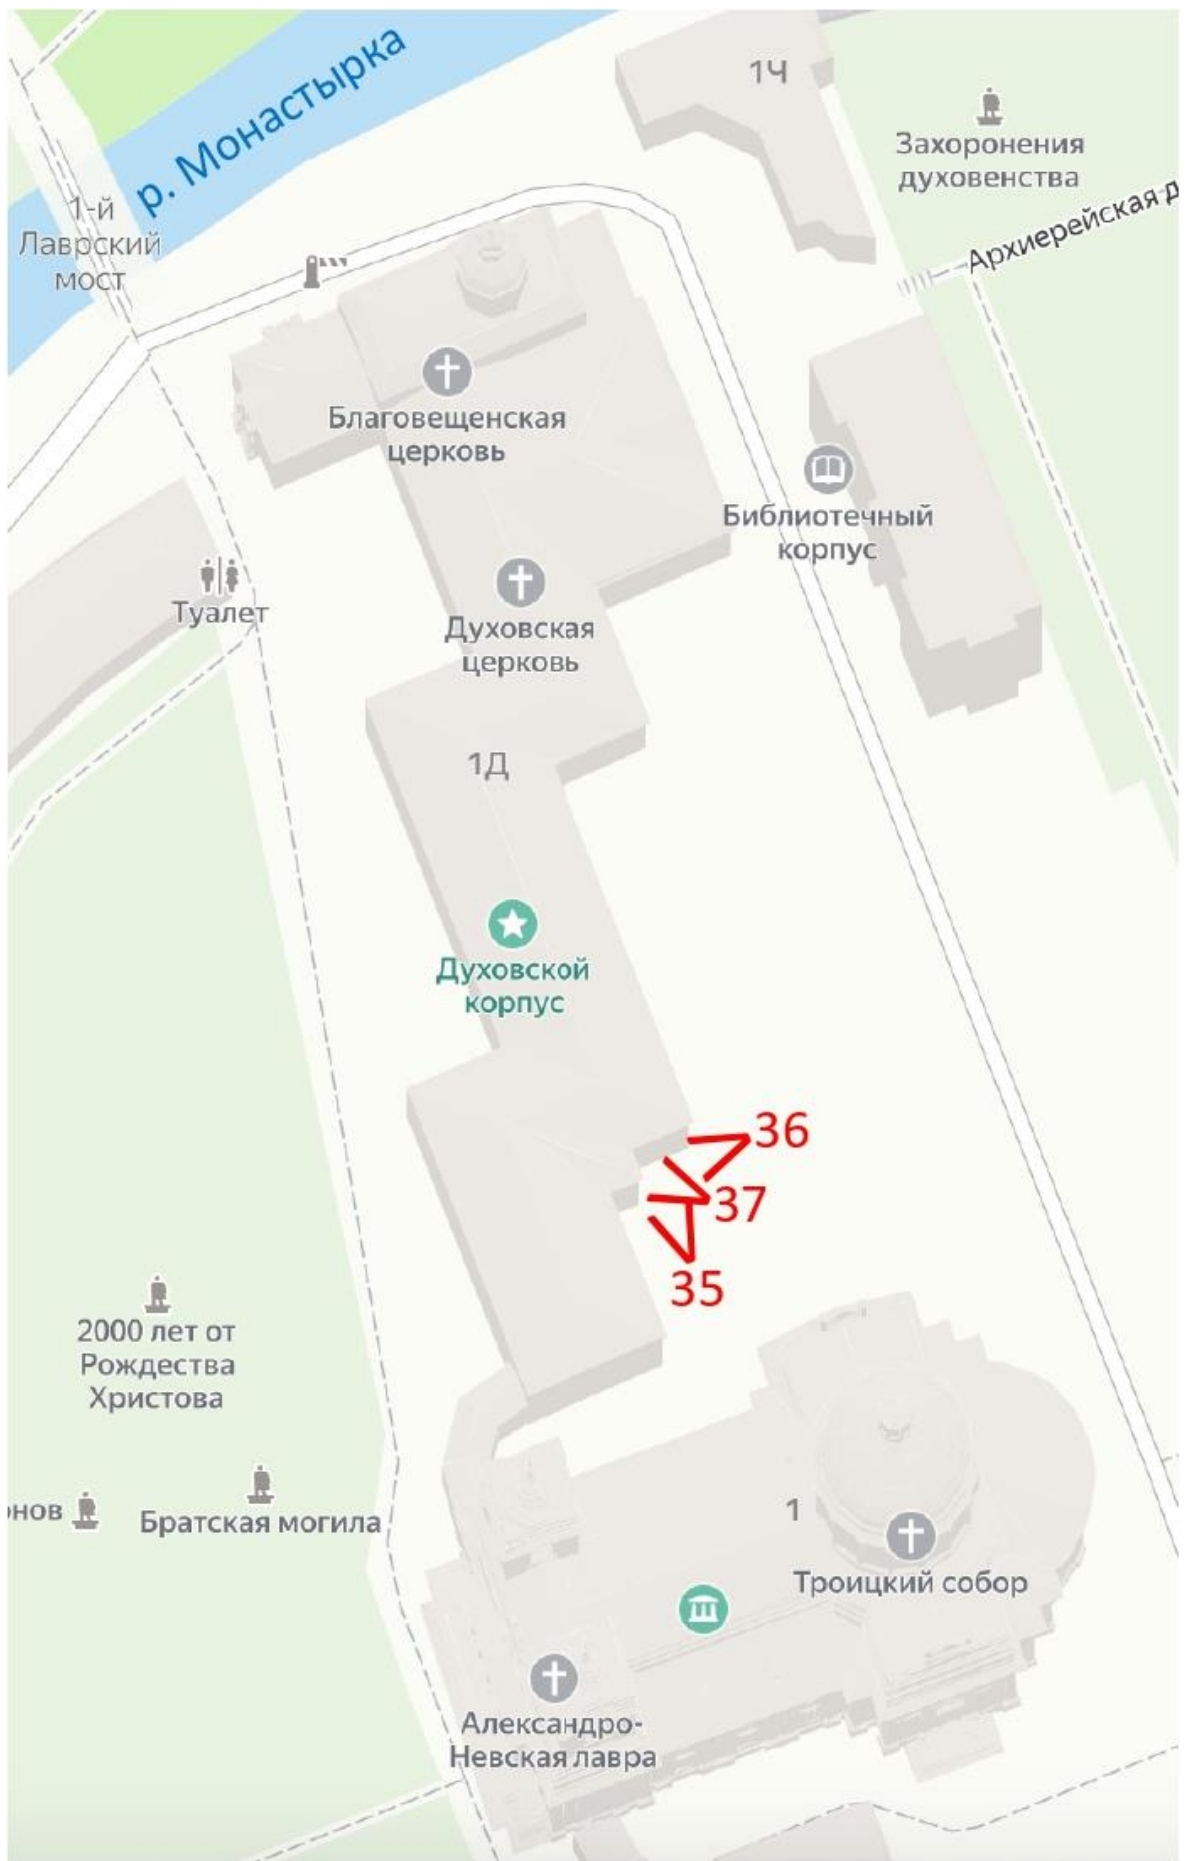 р. Монастырка
1Ч
Захоронения
духовенства
1-й
Лаврский
мост
Архиерейская д
Благовещенская
церковь
Библиотечный
корпус
Туалет
Духовская
церковь
1Д
Духовской
корпус
36
37
35
2000 лет от
Рождества
Христова
онов
Братская могила
1
Троицкий собор
Александро-
Невская лавра